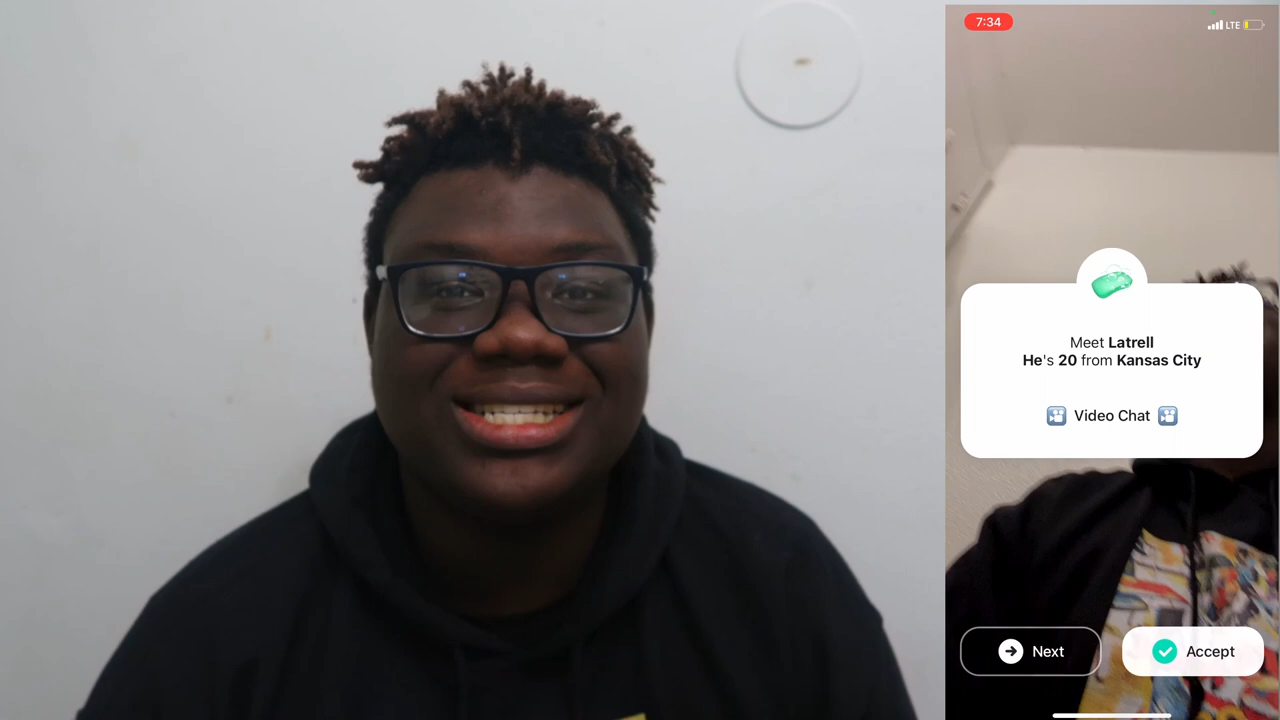 7:34
LTE
Meet Latrell
He's 20 from Kansas City
Video Chat
Next
Accept